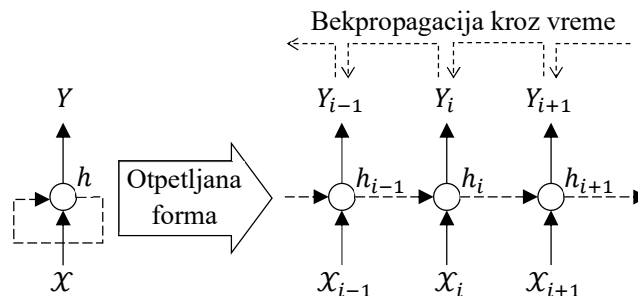 Bekpropagacija kroz vreme
Y
Y_{i-1}
Y_i
Y_{i+1}
h
Otpetljana
forma
h_{i-1}
h_i
h_{i+1}
𝒳
𝒳_{i-1}
𝒳_i
𝒳_{i+1}